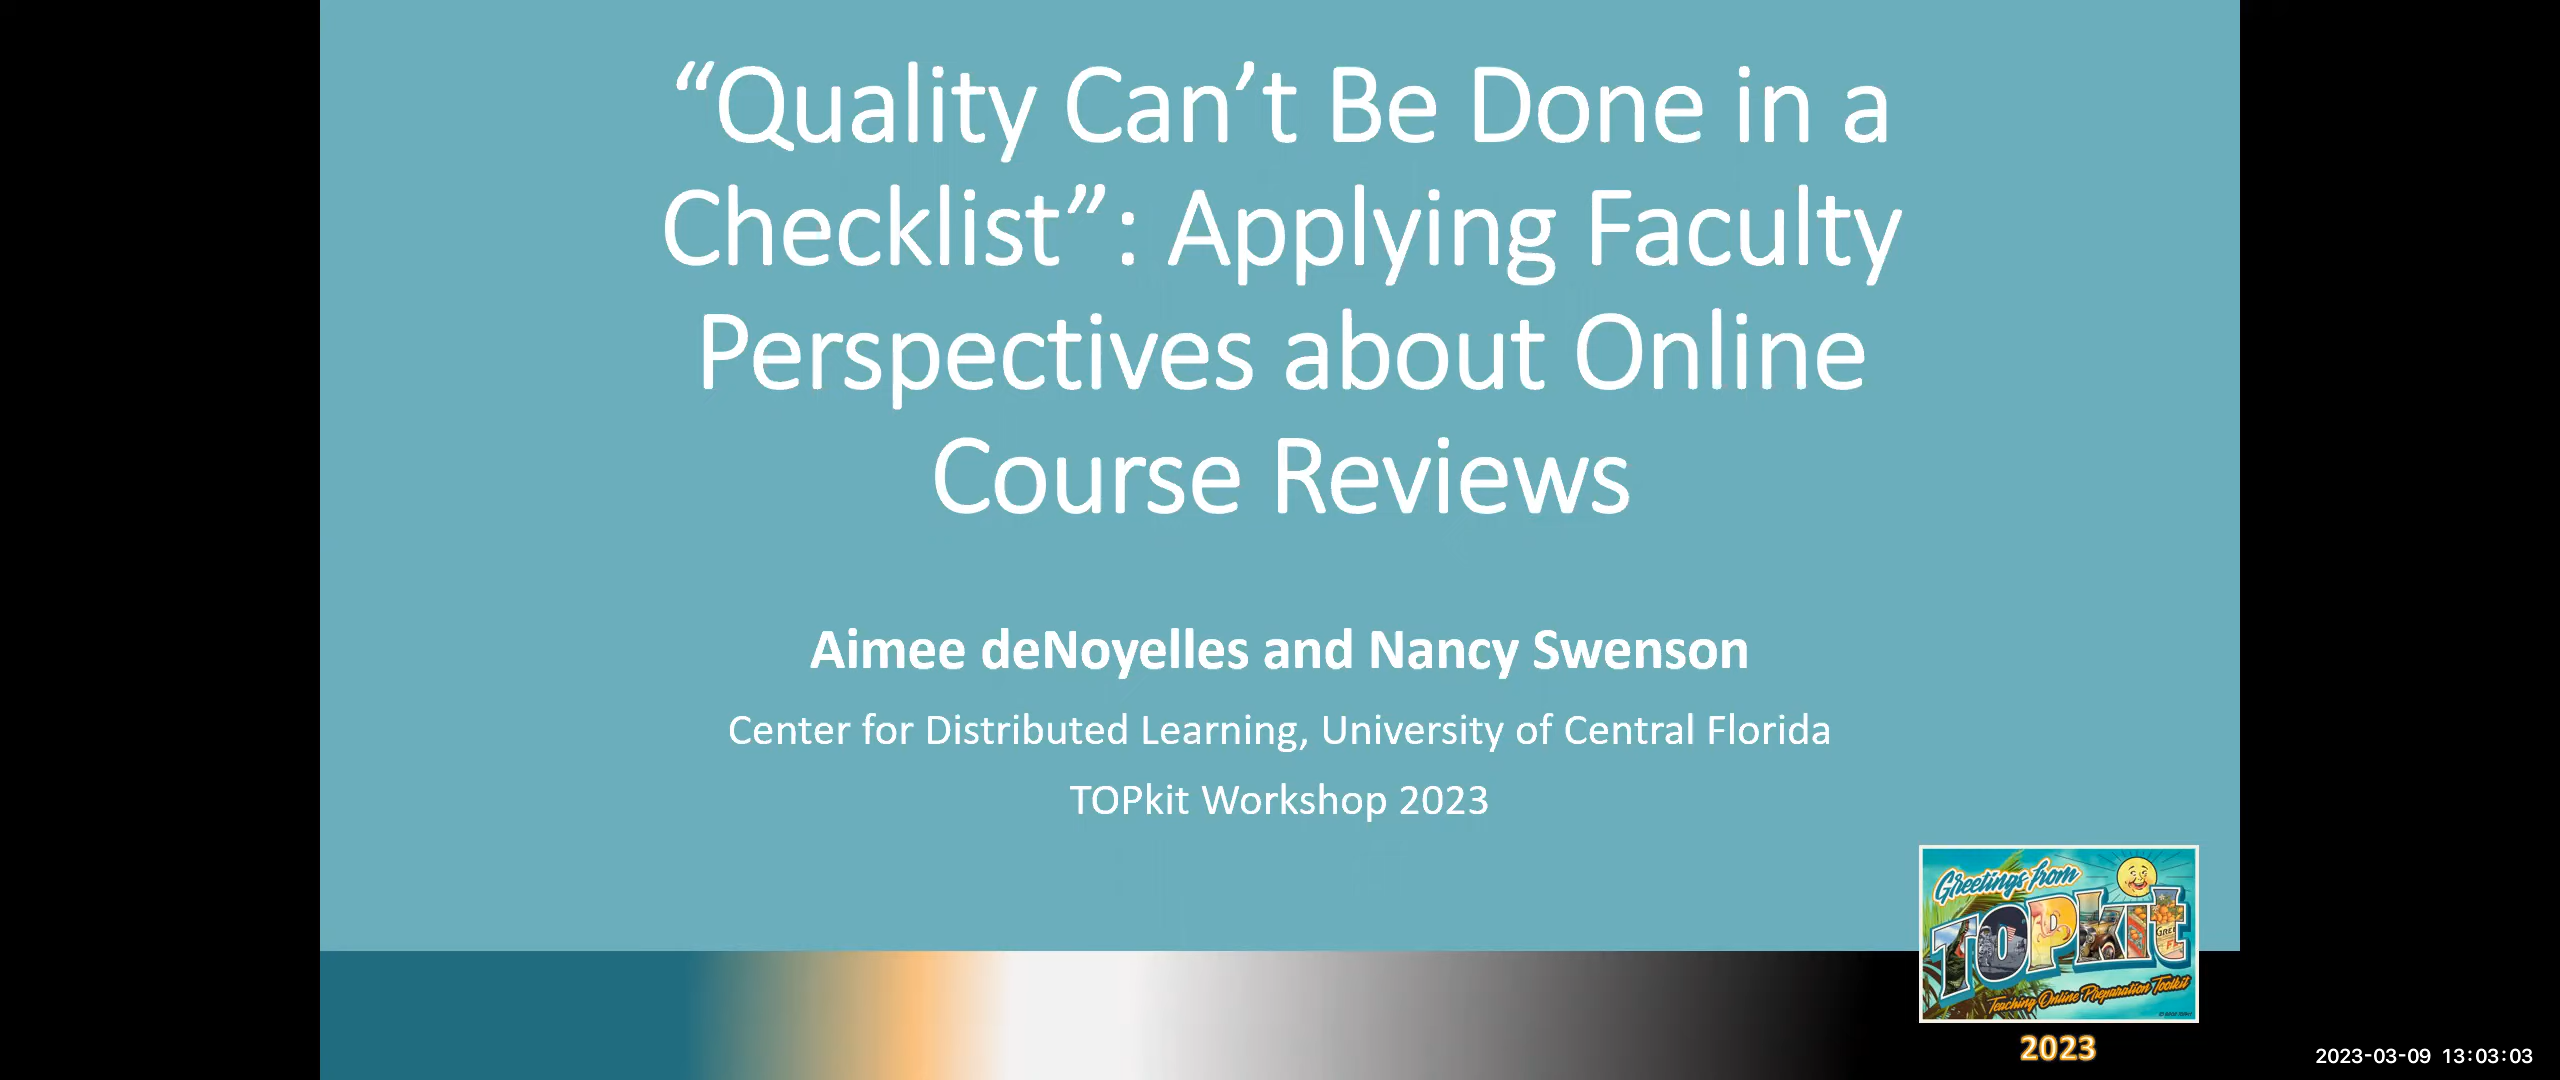 “Quality Can’t Be Done in a
Checklist”: Applying Faculty
Perspectives about Online
Course Reviews
Aimee deNoyelles and Nancy Swenson
Center for Distributed Learning, University of Central Florida
TOPkit Workshop 2023
Greetings from
TOPkit
Teaching Online Preparation Toolkit
2023
2023-03-09 13:03:03